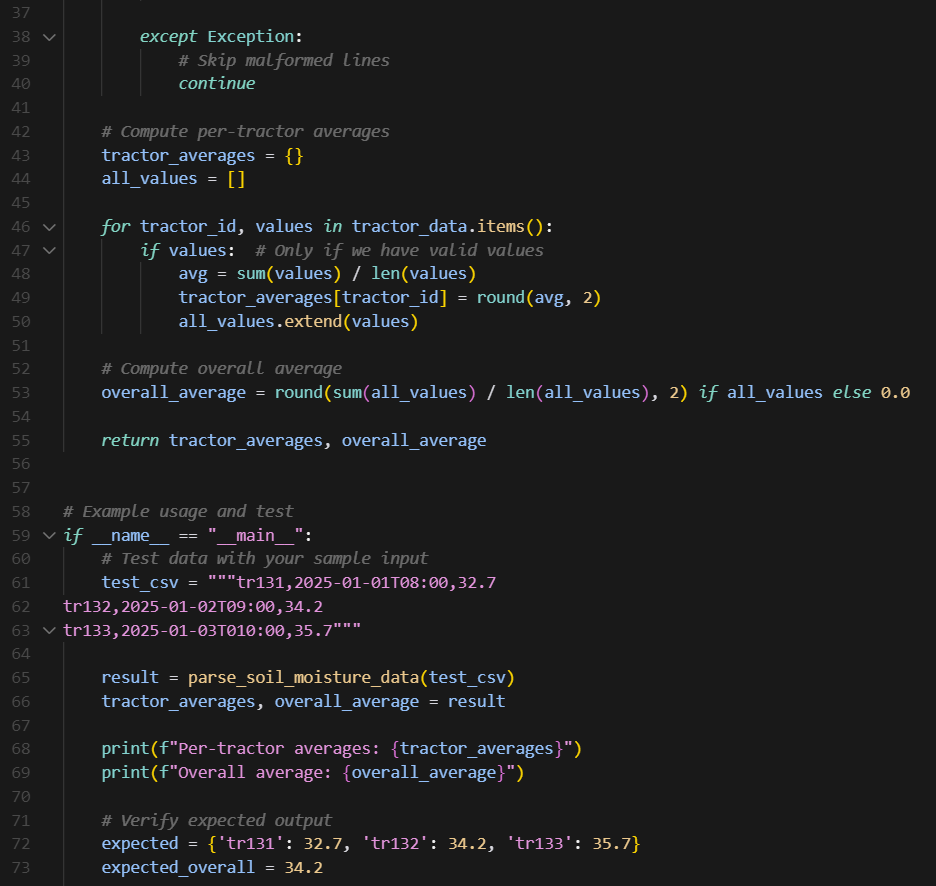 37
38 except Exception:
39 # Skip malformed lines
40 continue
41
42 # Compute per-tractor averages
43 tractor_averages = {}
44 all_values = []
45
46 for tractor_id, values in tractor_data.items():
47 if values:  # Only if we have valid values
48 avg = sum(values) / len(values)
49 tractor_averages[tractor_id] = round(avg, 2)
50 all_values.extend(values)
51
52 # Compute overall average
53 overall_average = round(sum(all_values) / len(all_values), 2) if all_values else 0.0
54
55 return tractor_averages, overall_average
56
57
58 # Example usage and test
59 if __name__ == "__main__":
60 # Test data with your sample input
61 test_csv = """tr131,2025-01-01T08:00,32.7
62 tr132,2025-01-02T09:00,34.2
63 tr133,2025-01-03T010:00,35.7"""
64
65 result = parse_soil_moisture_data(test_csv)
66 tractor_averages, overall_average = result
67
68 print(f"Per-tractor averages: {tractor_averages}")
69 print(f"Overall average: {overall_average}")
70
71 # Verify expected output
72 expected = {'tr131': 32.7, 'tr132': 34.2, 'tr133': 35.7}
73 expected_overall = 34.2